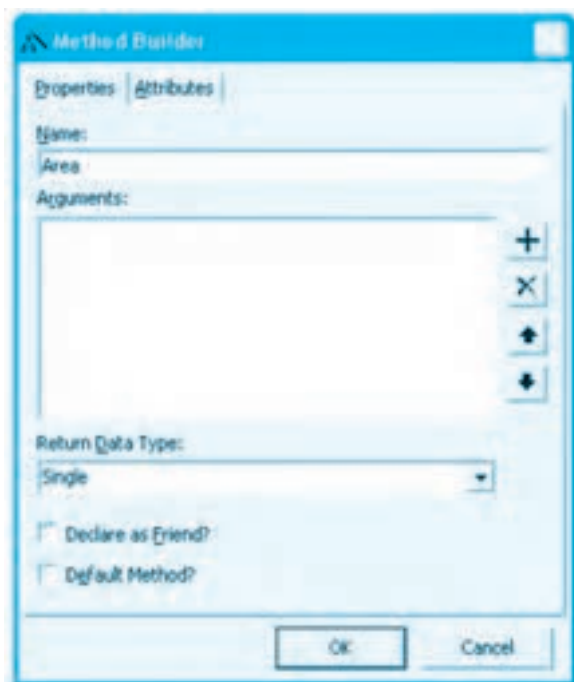 Method Builder
Properties Attributes
Name:
Area
Arguments:
Return Data Type:
Single
Declare as Friend?
Default Method?
OK Cancel